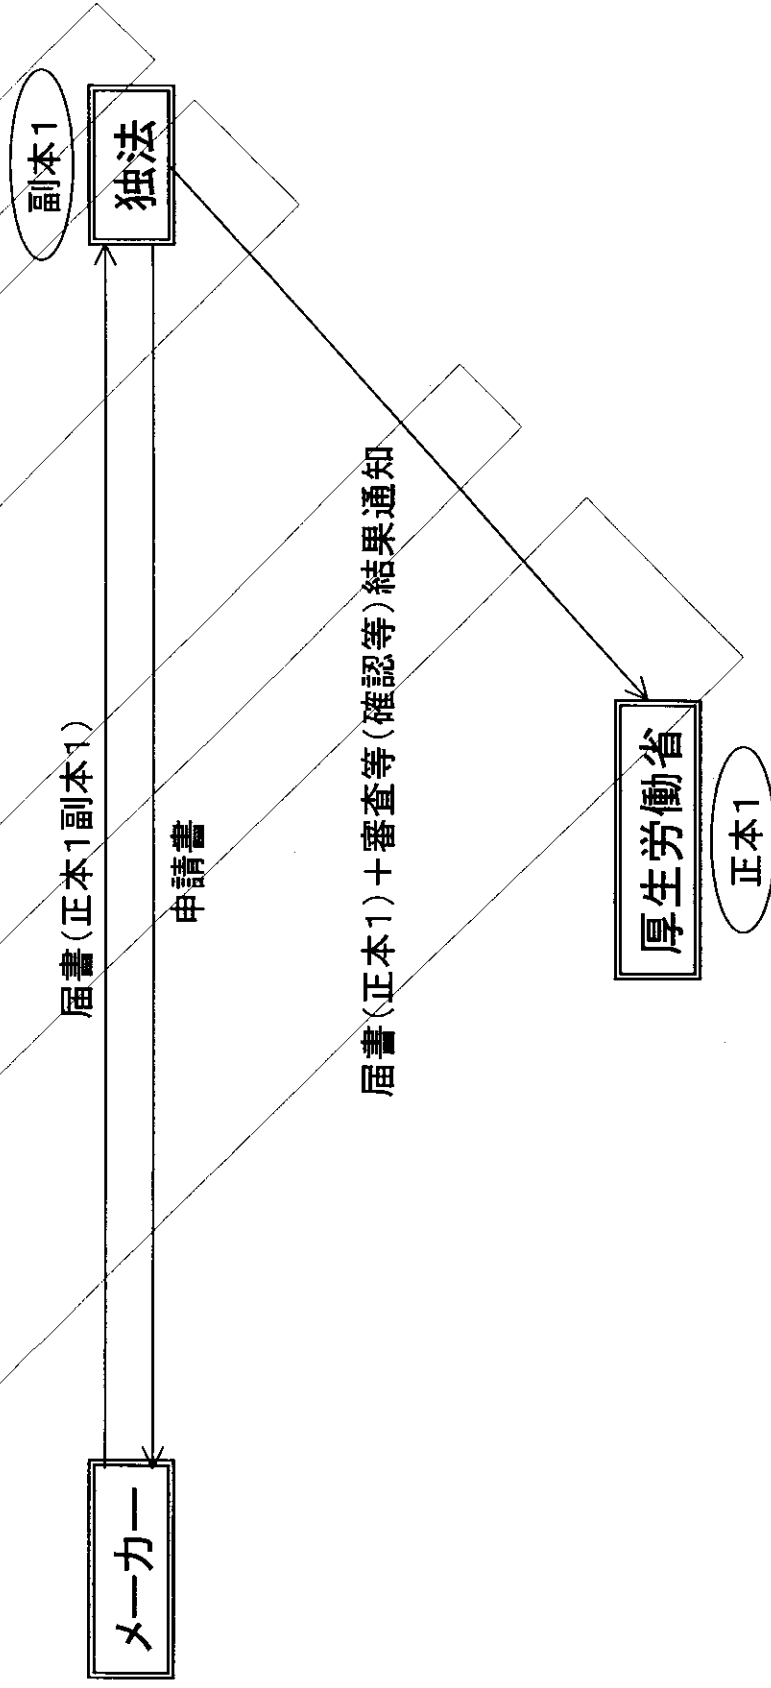 メーカー
届書(正本1副本1)
申請書
独法
副本1
届書(正本1)+審査等(確認等)結果通知
厚生労働省
正本1